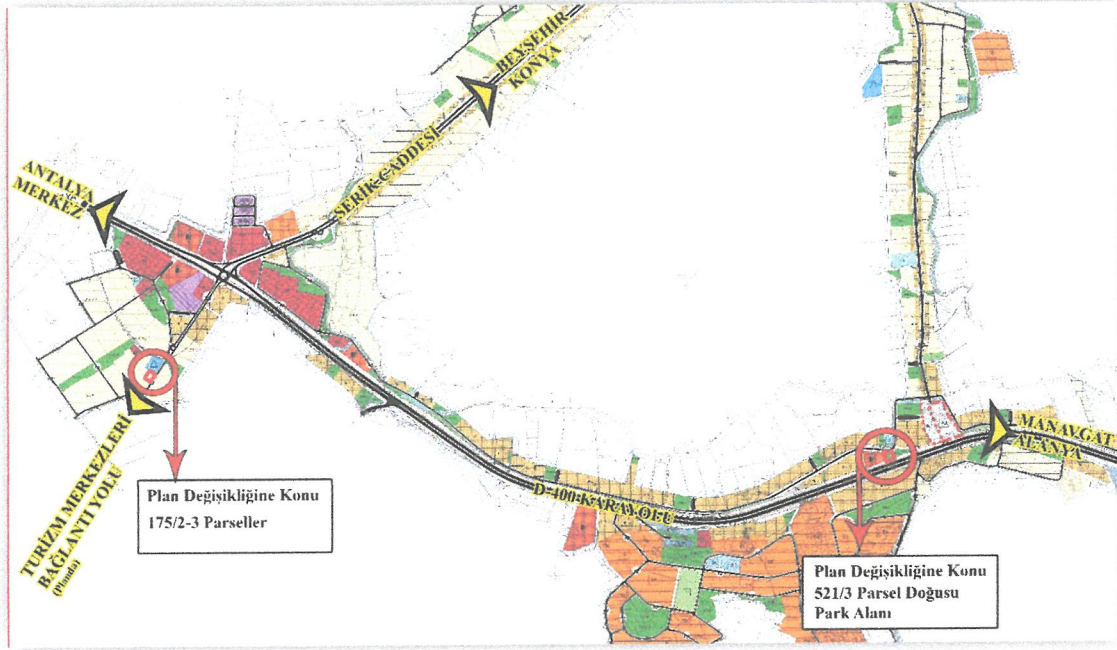 BEYŞEHİR
KONYA
SERİK CADDESİ
ANTALYA
MERKEZ
TURİZM MERKEZLERİ
BAĞLANTI YOLU
(Planda)
Plan Değişikliğine Konu
175/2-3 Parseller
D-400 KARAYOLU
MANAVGAT
ALANYA
Plan Değişikliğine Konu
521/3 Parsel Doğusu
Park Alanı